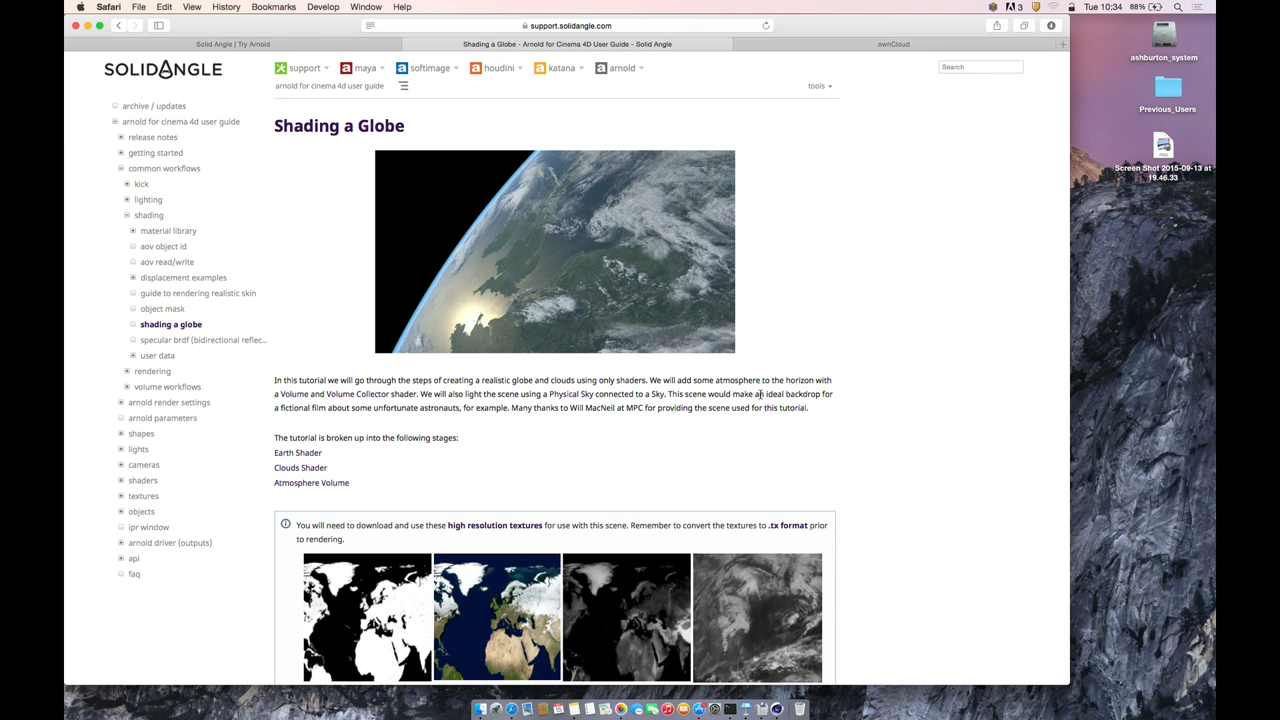 Safari File Edit View History Bookmarks Develop Window Help
3 Tue 10:34 88%
support.solidangle.com
Solid Angle | Try Arnold
Shading a Globe - Arnold for Cinema 4D User Guide - Solid Angle
ownCloud
SOLIDANGLE
support maya softimage houdini katana arnold
Search
arnold for cinema 4d user guide
tools
archive / updates
arnold for cinema 4d user guide
release notes
getting started
common workflows
kick
lighting
shading
material library
aov object id
aov read/write
displacement examples
guide to rendering realistic skin
object mask
shading a globe
specular brdf (bidirectional reflec...
user data
rendering
volume workflows
arnold render settings
arnold parameters
shapes
lights
cameras
shaders
textures
objects
ipr window
arnold driver (outputs)
api
faq
Shading a Globe
In this tutorial we will go through the steps of creating a realistic globe and clouds using only shaders. We will add some atmosphere to the horizon with
a Volume and Volume Collector shader. We will also light the scene using a Physical Sky connected to a Sky. This scene would make an ideal backdrop for
a fictional film about some unfortunate astronauts, for example. Many thanks to Will MacNeil at MPC for providing the scene used for this tutorial.
The tutorial is broken up into the following stages:
Earth Shader
Clouds Shader
Atmosphere Volume
You will need to download and use these high resolution textures for use with this scene. Remember to convert the textures to .tx format prior
to rendering.
ashburton_system
Previous_Users
PNG
Screen Shot 2015-09-13 at
19.46.33